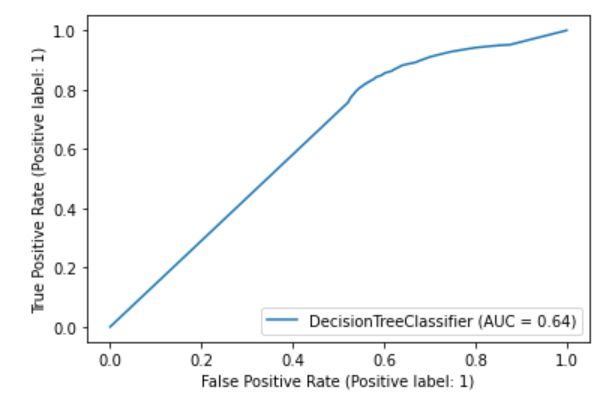 True Positive Rate (Positive label: 1)
1.0
0.8
0.6
0.4
0.2
0.0
DecisionTreeClassifier (AUC = 0.64)
0.0 0.2 0.4 0.6 0.8 1.0
False Positive Rate (Positive label: 1)